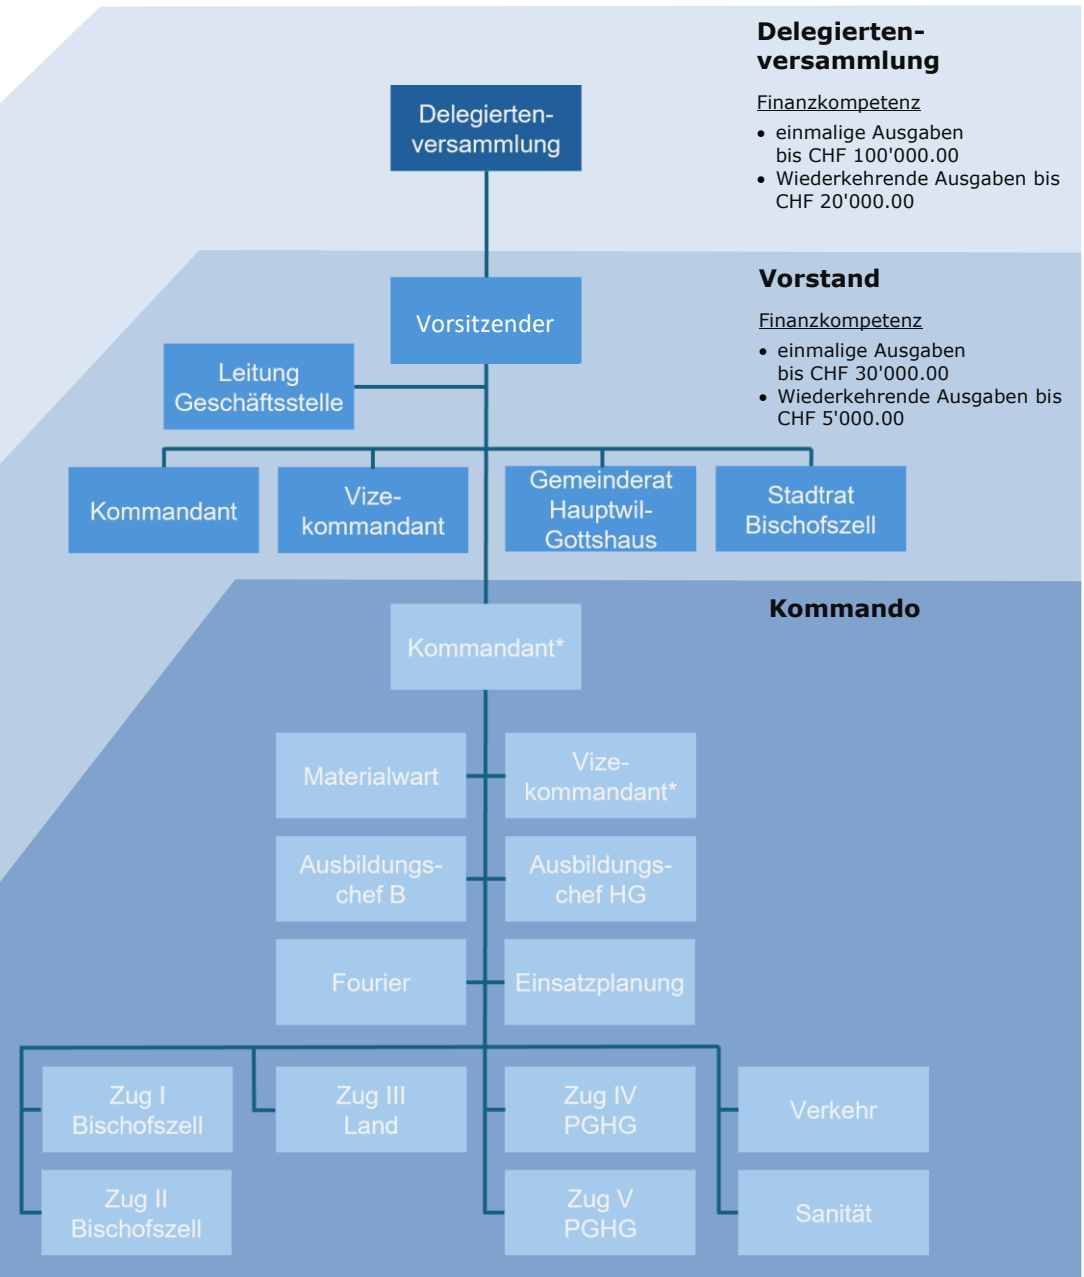 Delegierten-
versammlung
Finanzkompetenz
• einmalige Ausgaben
bis CHF 100'000.00
• Wiederkehrende Ausgaben bis
CHF 20'000.00
Delegierten-
versammlung
Vorstand
Finanzkompetenz
• einmalige Ausgaben
bis CHF 30'000.00
• Wiederkehrende Ausgaben bis
CHF 5'000.00
Vorsitzender
Leitung
Geschäftsstelle
Kommandant
Vize-
kommandant
Gemeinderat
Hauptwil-
Gottshaus
Stadtrat
Bischofszell
Kommando
Kommandant*
Materialwart
Vize-
kommandant*
Ausbildungs-
chef B
Ausbildungs-
chef HG
Fourier
Einsatzplanung
Zug I
Bischofszell
Zug III
Land
Zug IV
PGHG
Verkehr
Zug II
Bischofszell
Zug V
PGHG
Sanität